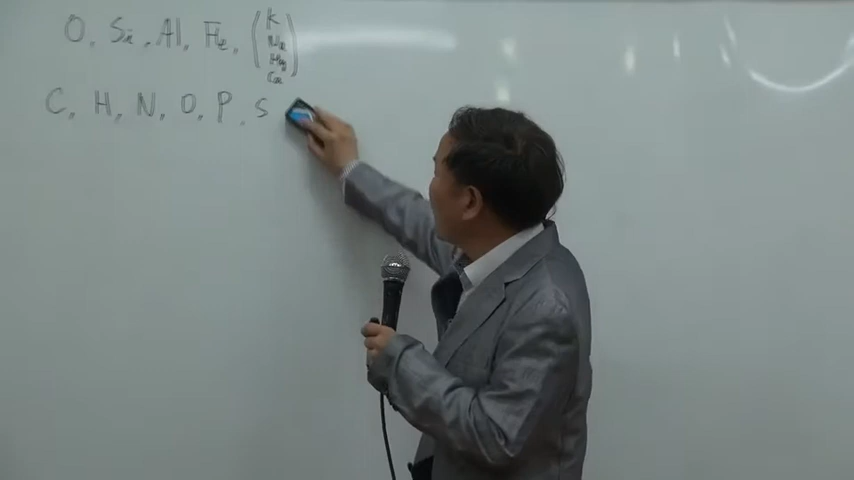 O, Si, Al, Fe, (K
Na
Mg
Ca)
C, H, N, O, P, S